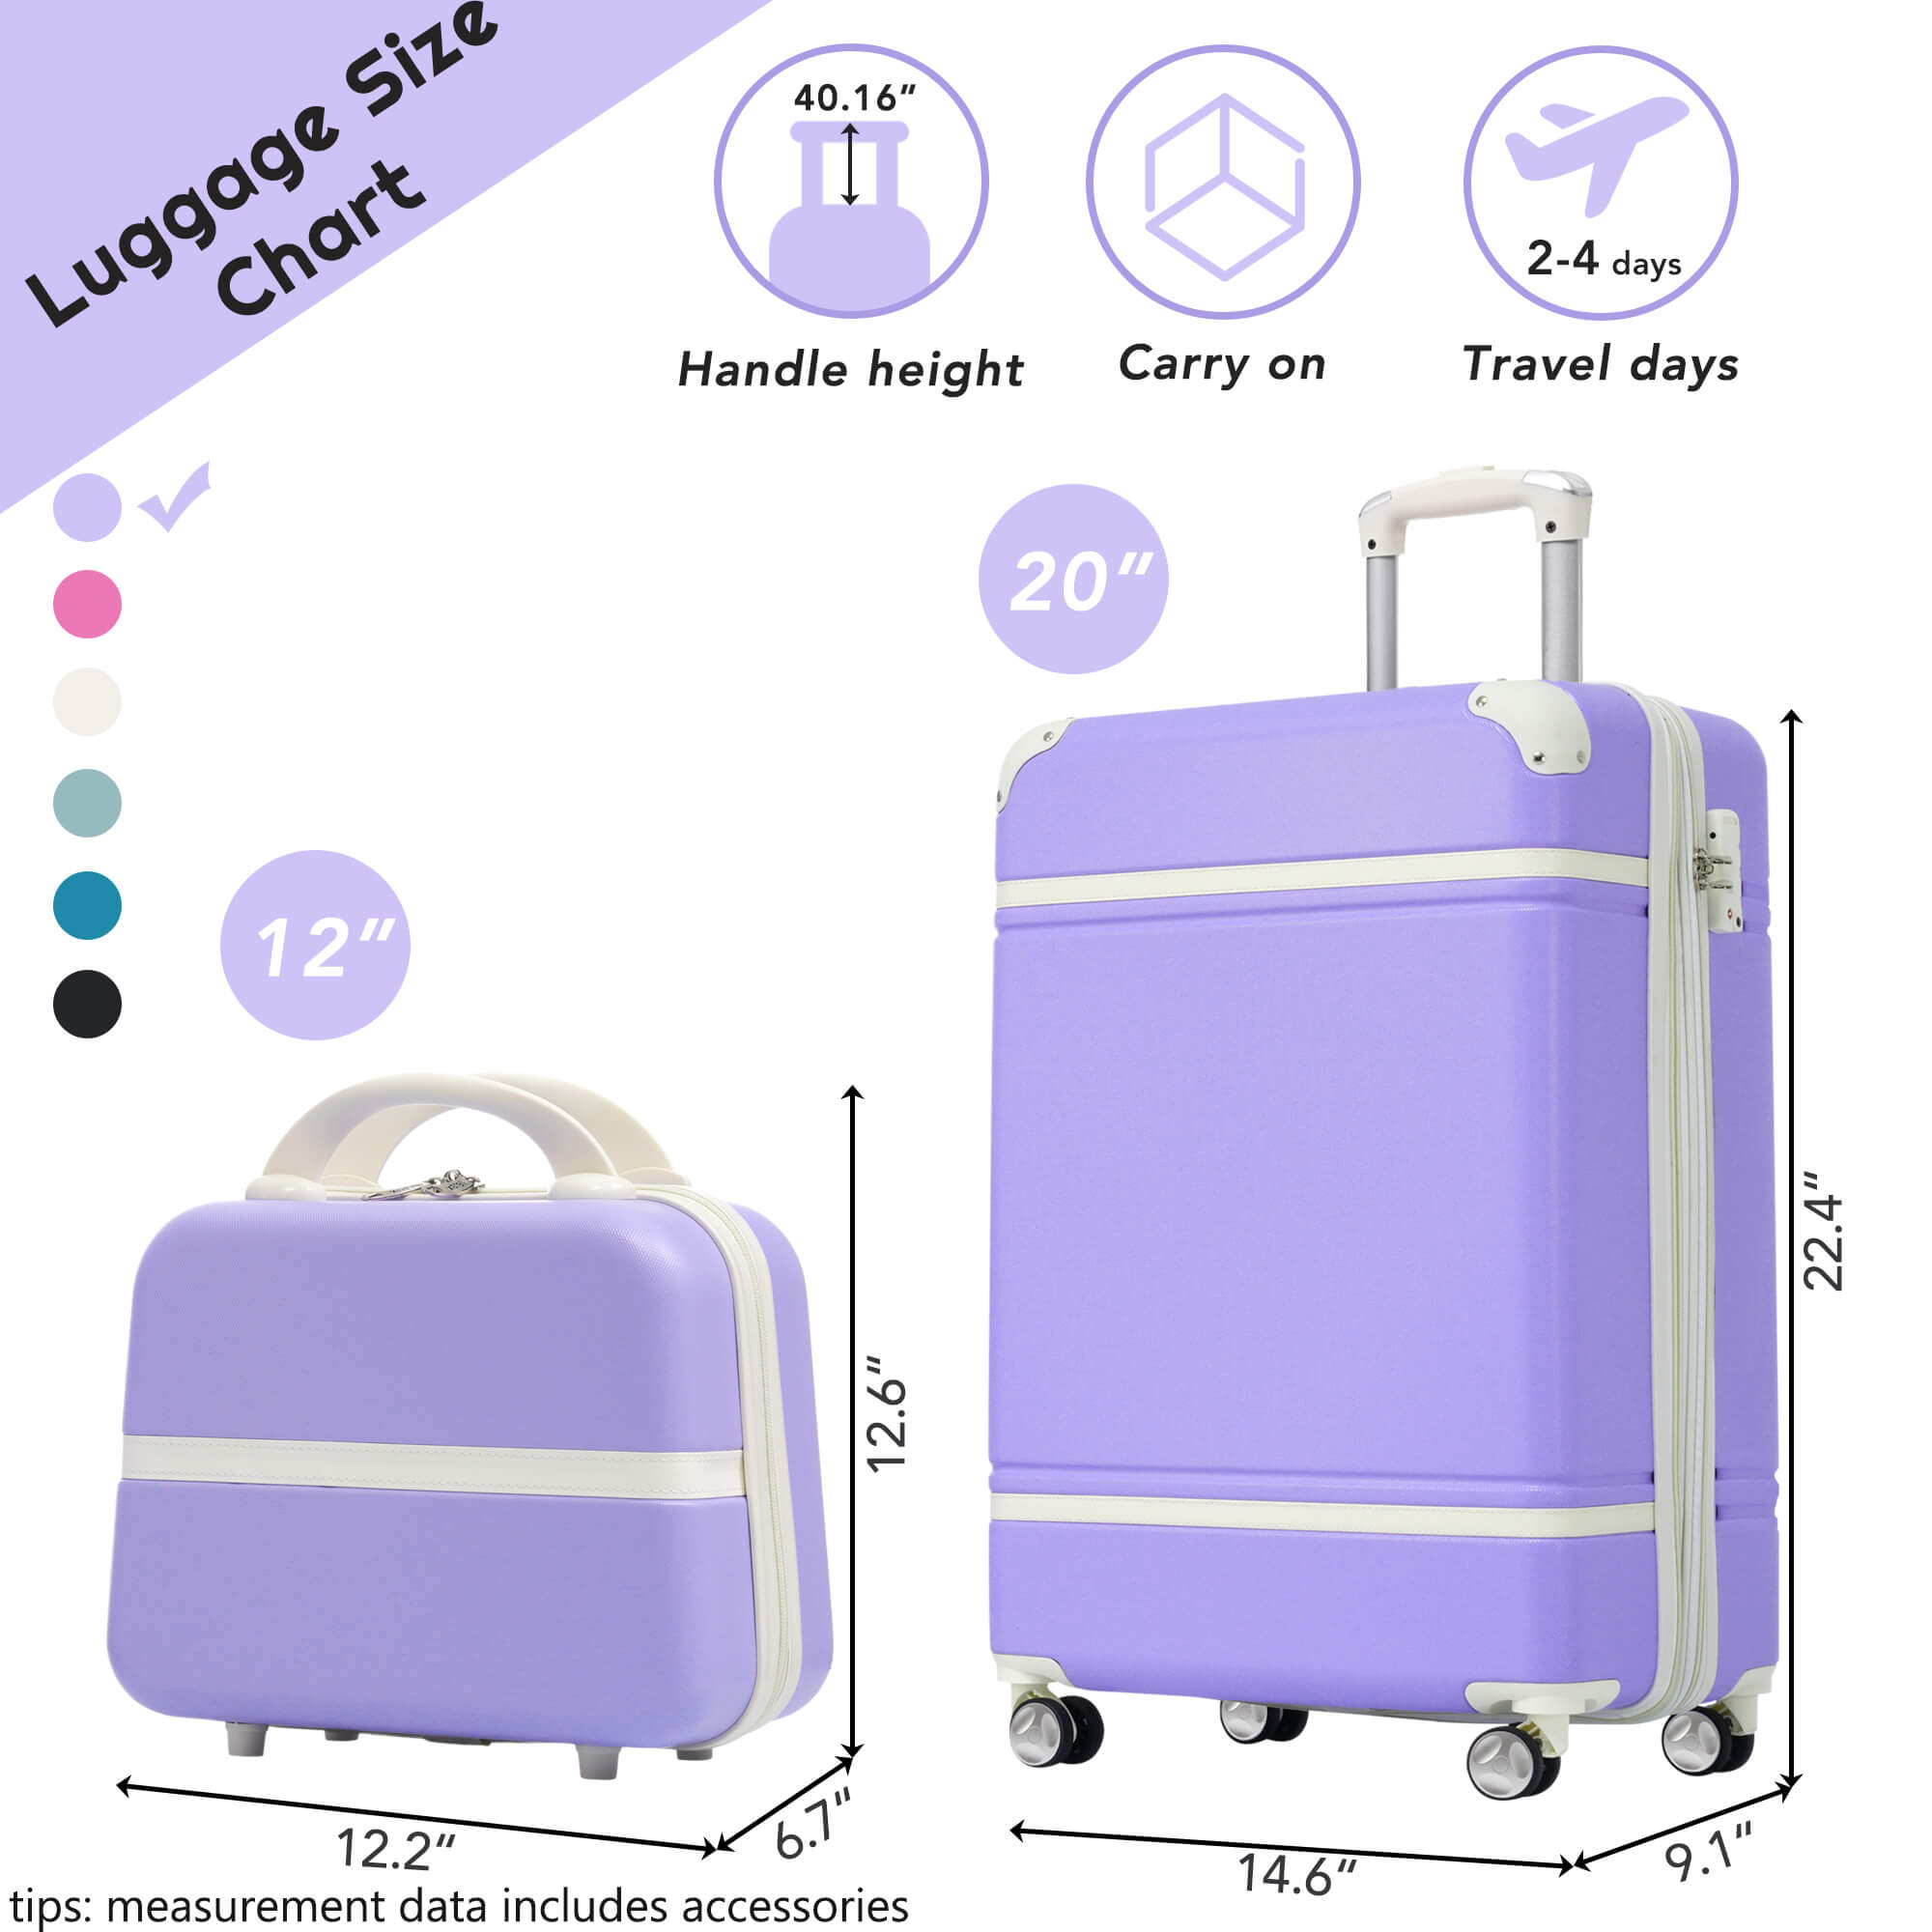 Luggage Size
Chart
40.16”
Handle height
Carry on
2-4 days
Travel days
20”
12”
22.4”
12.6”
12.2”
6.7”
14.6”
9.1”
tips: measurement data includes accessories